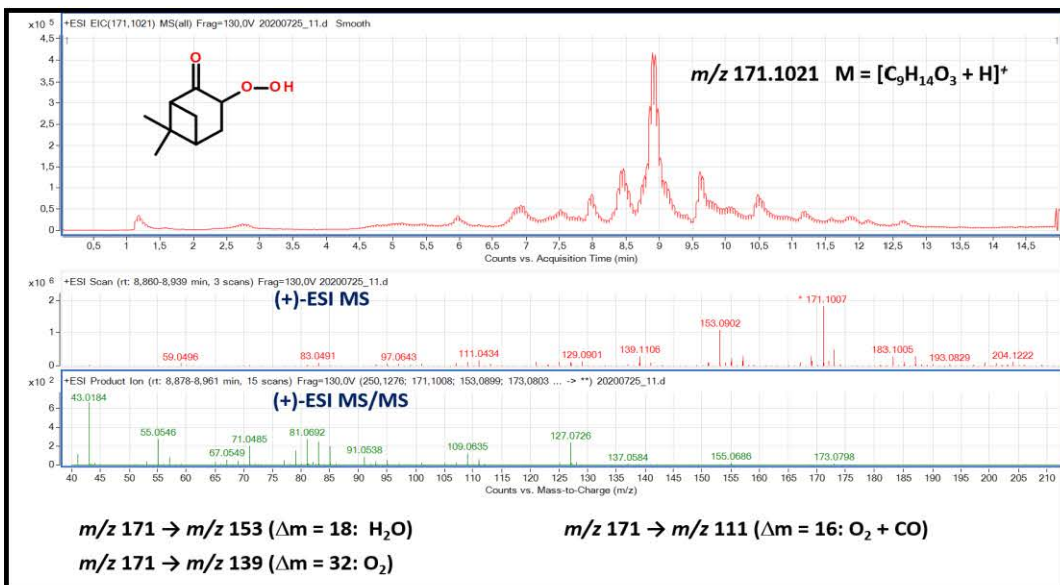 x10 5 +ESI EIC(171,1021) MS(all) Frag=130,0V 20200725_11.d Smooth
4,5
4
3,5
3
2,5
2
1,5
1
0,5
0
1
O
O—OH
m/z 171.1021 M = [C₉H₁₄O₃ + H]⁺
0,5 1 1,5 2 2,5 3 3,5 4 4,5 5 5,5 6 6,5 7 7,5 8 8,5 9 9,5 10 10,5 11 11,5 12 12,5 13 13,5 14 14,5
Counts vs. Acquisition Time (min)
x10 6 +ESI Scan (rt: 8,860-8,939 min, 3 scans) Frag=130,0V 20200725_11.d
(+)-ESI MS
2
1
0
59.0496 83.0491 97.0643 111.0434 129.0901 139.1106 153.0902 * 171.1007 183.1005 193.0829 204.1222
x10 2 +ESI Product Ion (rt: 8,878-8,961 min, 15 scans) Frag=130,0V (250,1276; 171,1008; 153,0899; 173,0803 ... -> **) 20200725_11.d
(+)-ESI MS/MS
6
4
2
0
43.0184 55.0546 67.0549 71.0485 81.0692 91.0538 109.0635 127.0726 137.0584 155.0686 173.0798
40 45 50 55 60 65 70 75 80 85 90 95 100 105 110 115 120 125 130 135 140 145 150 155 160 165 170 175 180 185 190 195 200 205 210
Counts vs. Mass-to-Charge (m/z)
m/z 171 → m/z 153 (Δm = 18: H₂O)
m/z 171 → m/z 111 (Δm = 16: O₂ + CO)
m/z 171 → m/z 139 (Δm = 32: O₂)